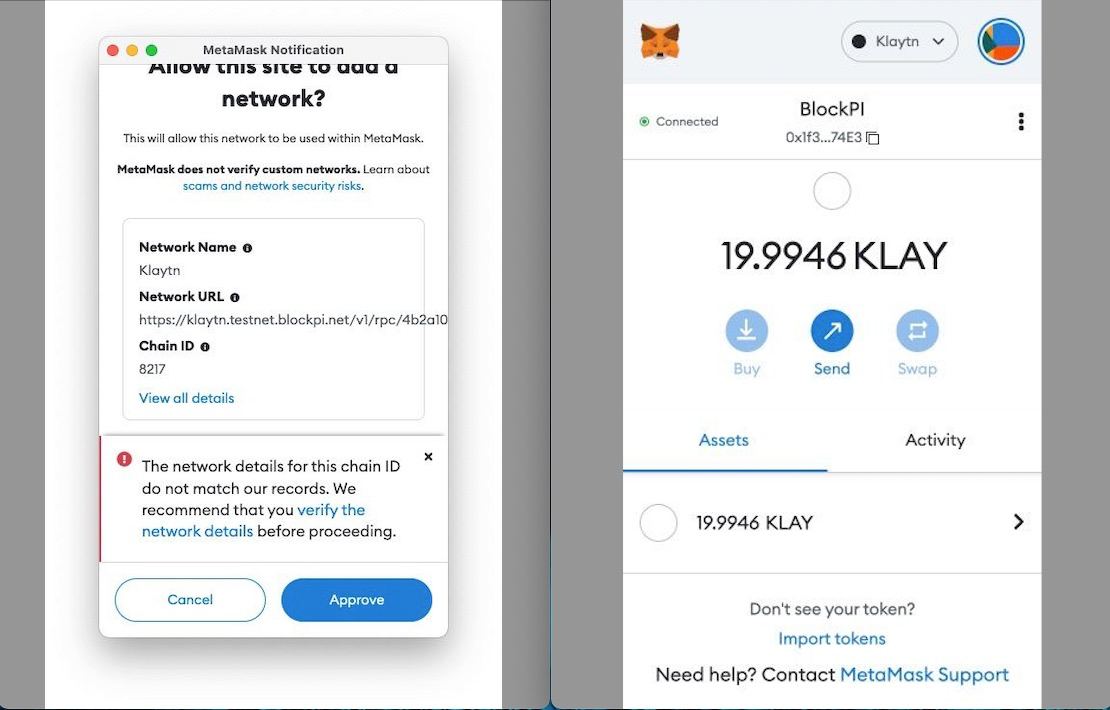 MetaMask Notification
Allow this site to add a
network?
This will allow this network to be used within MetaMask.
MetaMask does not verify custom networks. Learn about
scams and network security risks.
Network Name
Klaytn
Network URL
https://klaytn.testnet.blockpi.net/v1/rpc/4b2a10
Chain ID
8217
View all details
The network details for this chain ID
do not match our records. We
recommend that you verify the
network details before proceeding.
Cancel
Approve
Klaytn
Connected
BlockPI
0x1f3...74E3
19.9946 KLAY
Buy
Send
Swap
Assets
Activity
19.9946 KLAY
Don't see your token?
Import tokens
Need help? Contact MetaMask Support